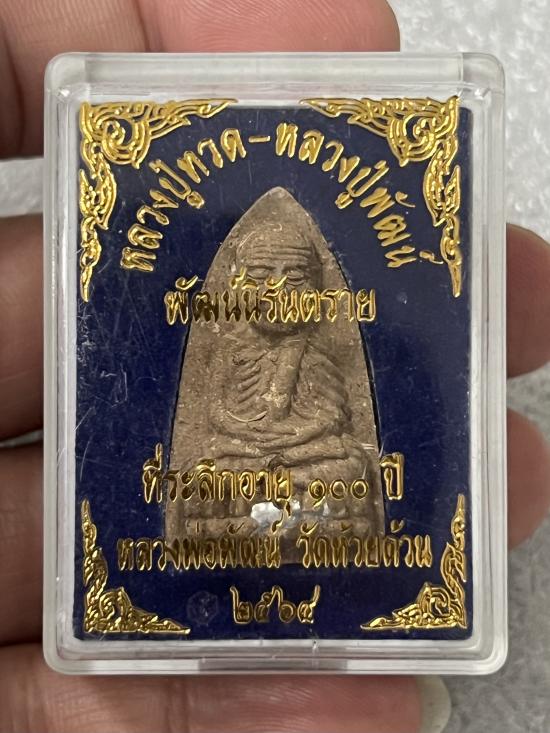 หลวงปู่ทวด-หลวงปู่พัฒน์
พัฒน์นิรันตราย
ที่ระลึกอายุ ๑๐๐ ปี
หลวงพ่อพัฒน์ วัดห้วยด้วน
๒๕๖๔